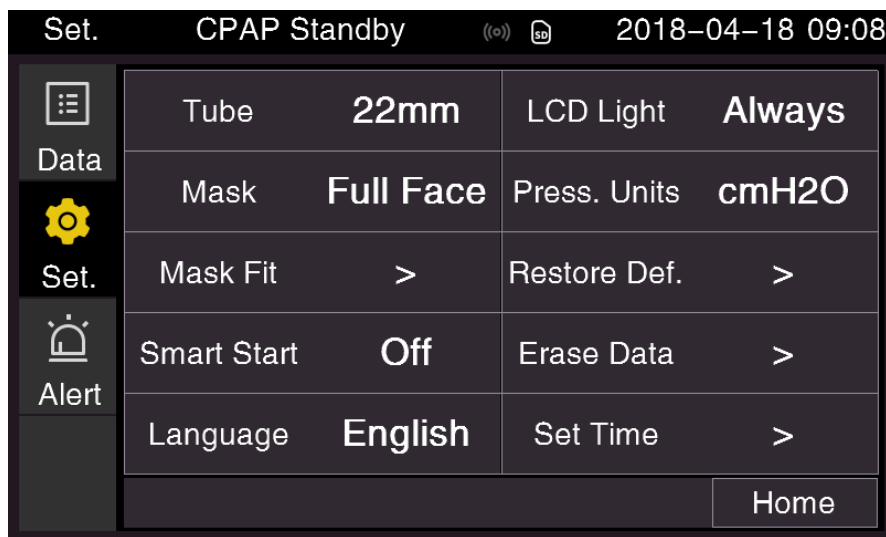 Set. CPAP Standby SD 2018-04-18 09:08
Data
Set.
Alert
Tube 22mm LCD Light Always
Mask Full Face Press. Units cmH2O
Mask Fit > Restore Def. >
Smart Start Off Erase Data >
Language English Set Time >
Home